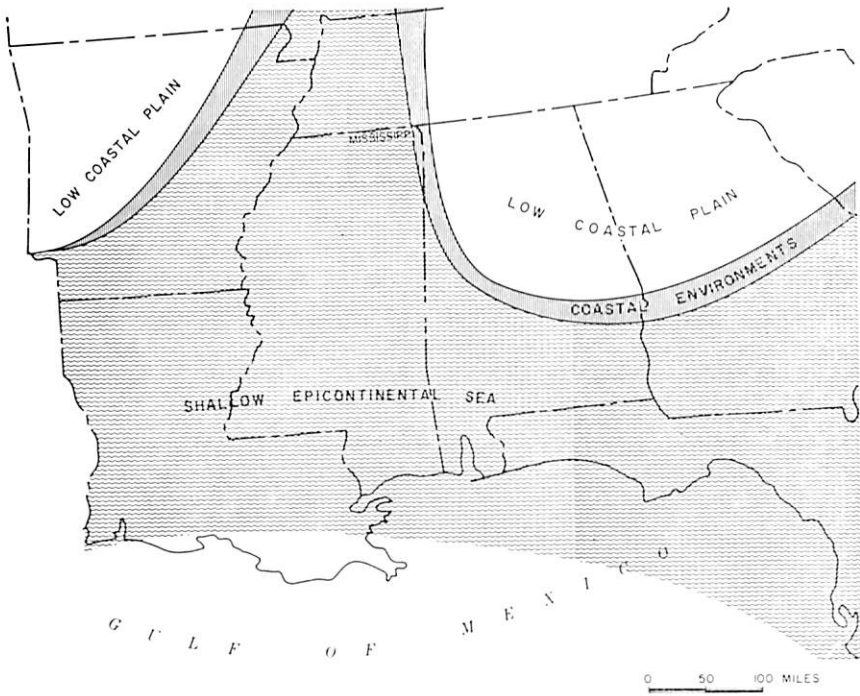 LOW COASTAL PLAIN
MISSISSIPPI
LOW COASTAL PLAIN
COASTAL ENVIRONMENTS
SHALLOW EPICONTINENTAL SEA
GULF OF MEXICO
0 50 100 MILES